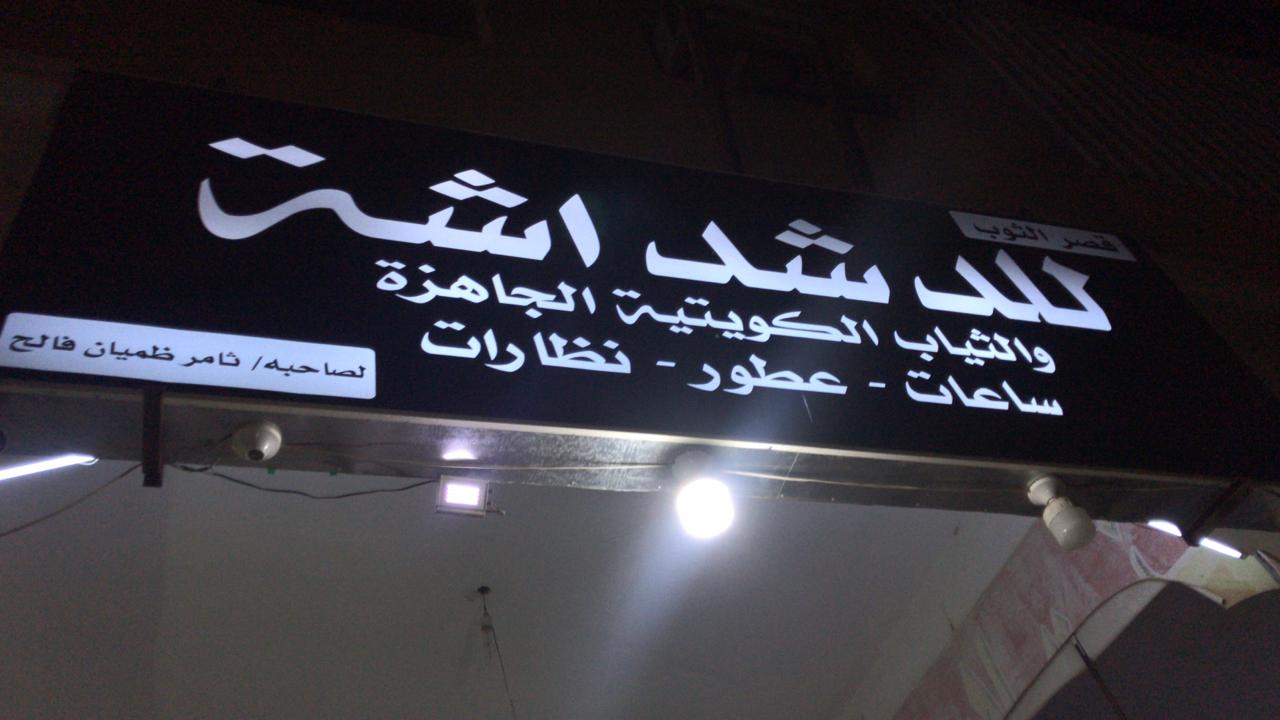 قصر الثوب
للدشداشة
والثياب الكويتية الجاهزة
ساعات - عطور - نظارات
لصاحبه/ ثامر ظميان فالح